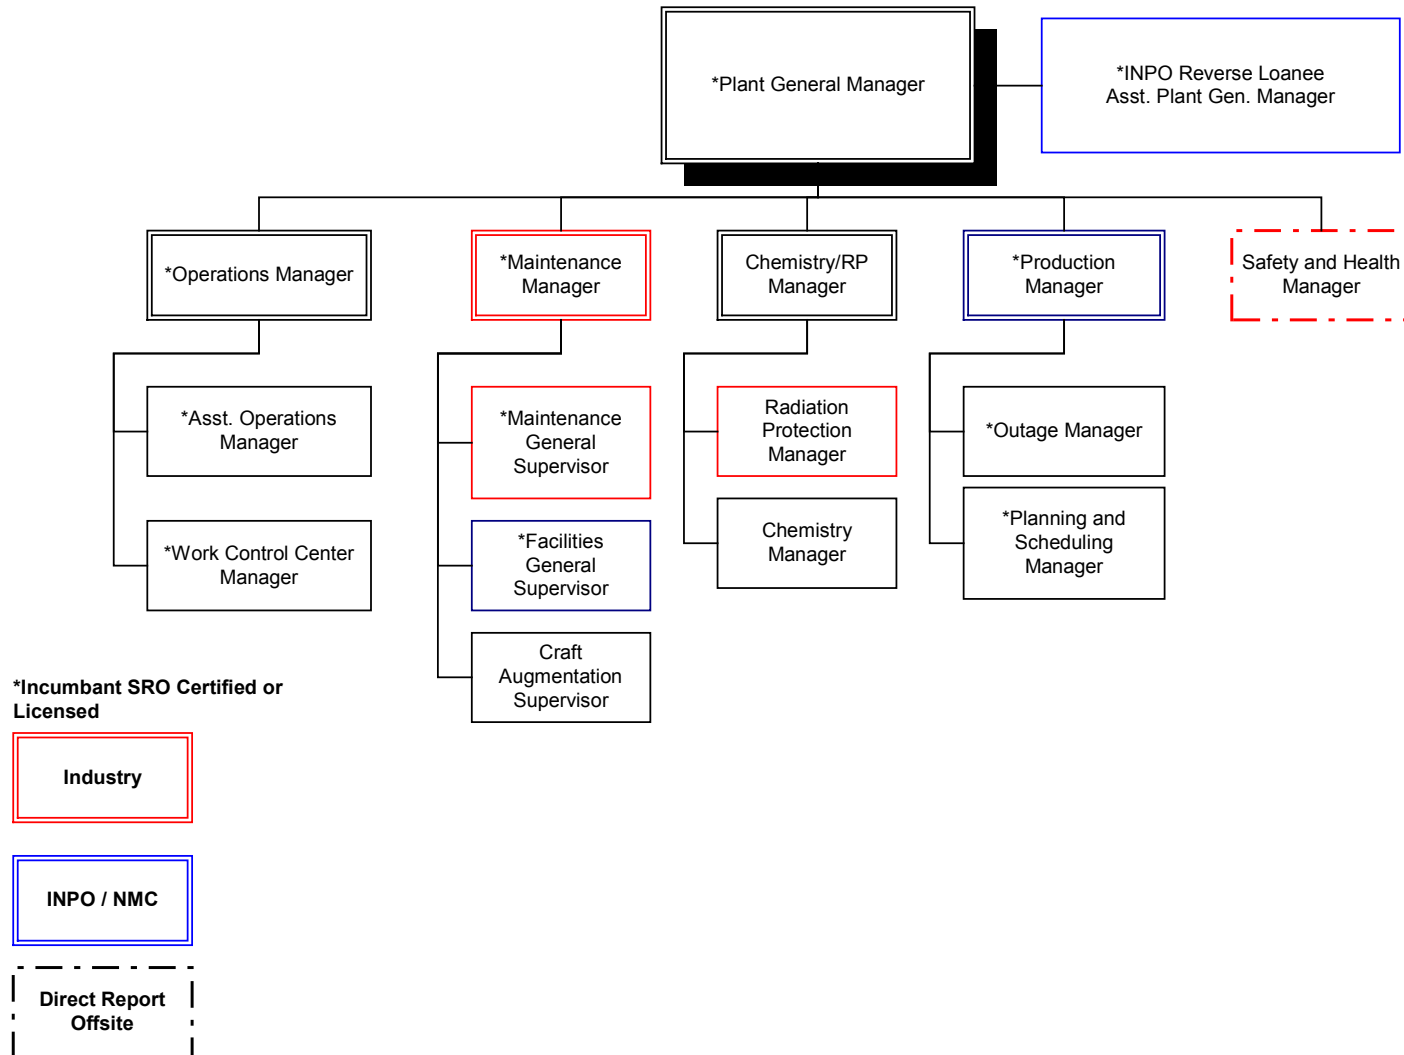 *Plant General Manager
*INPO Reverse Loanee
Asst. Plant Gen. Manager
*Operations Manager
*Maintenance
Manager
Chemistry/RP
Manager
*Production
Manager
Safety and Health
Manager
*Asst. Operations
Manager
*Maintenance
General
Supervisor
Radiation
Protection
Manager
*Outage Manager
*Work Control Center
Manager
*Facilities
General
Supervisor
Chemistry
Manager
*Planning and
Scheduling
Manager
Craft
Augmentation
Supervisor
*Incumbant SRO Certified or
Licensed
Industry
INPO / NMC
Direct Report
Offsite